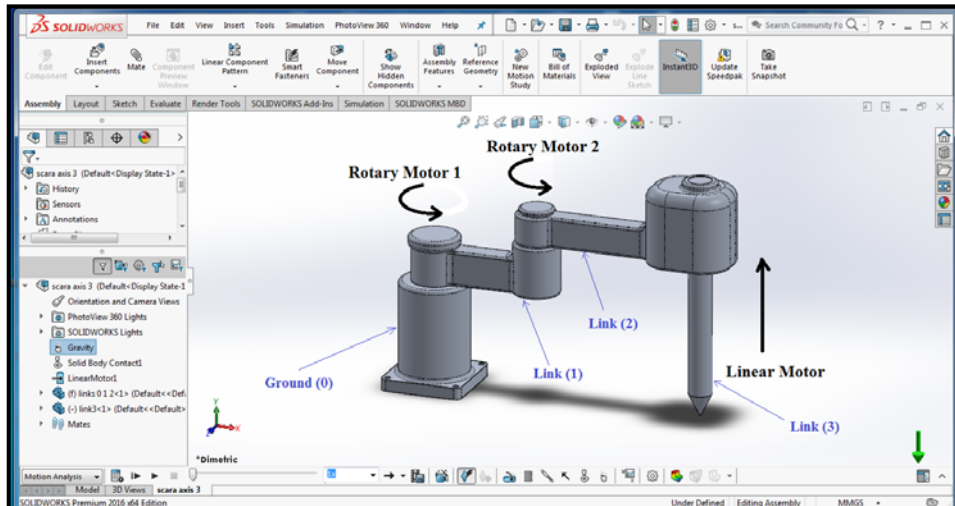 SOLIDWORKS File Edit View Insert Tools Simulation PhotoView 360 Window Help Search Community Fo
Edit Component
Insert Components
Mate
Component Preview Window
Linear Component Pattern
Smart Fasteners
Move Component
Show Hidden Components
Assembly Features
Reference Geometry
New Motion Study
Bill of Materials
Exploded View
Explode Line Sketch
Instant3D
Update Speedpak
Take Snapshot
Assembly Layout Sketch Evaluate Render Tools SOLIDWORKS Add-Ins Simulation SOLIDWORKS MBD
scara axis 3 (Default<Display State-1>
History
Sensors
Annotations
scara axis 3 (Default<Display State-1
Orientation and Camera Views
PhotoView 360 Lights
SOLIDWORKS Lights
Gravity
Solid Body Contact1
LinearMotor1
(f) links 0 1 2<1> (Default<<Def
(-) link3<1> (Default<<Default>
Mates
Rotary Motor 1
Rotary Motor 2
Link (2)
Link (1)
Ground (0)
Linear Motor
Link (3)
Y
X
Z
*Dimetric
Motion Analysis
Model 3D Views scara axis 3
SOLIDWORKS Premium 2016 x64 Edition Under Defined Editing Assembly MMGS